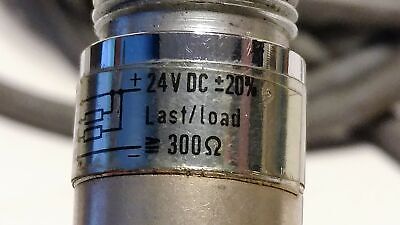 + 24V DC ±20%
Last/load
≧ 300Ω
-